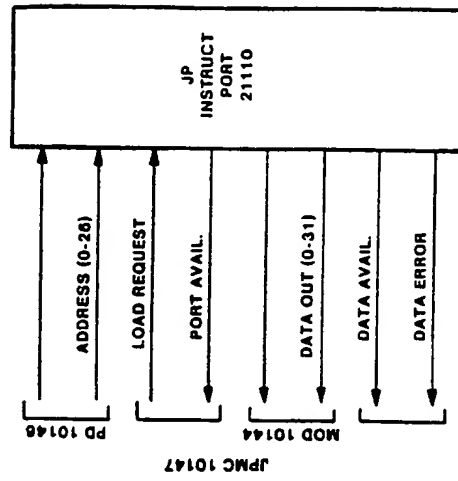 JP
INSTRUCT
PORT
21110
ADDRESS (0-26)
LOAD REQUEST
PORT AVAIL.
DATA OUT (0-31)
DATA AVAIL.
DATA ERROR
PD 10146
MOD 10144
JPMC 10147